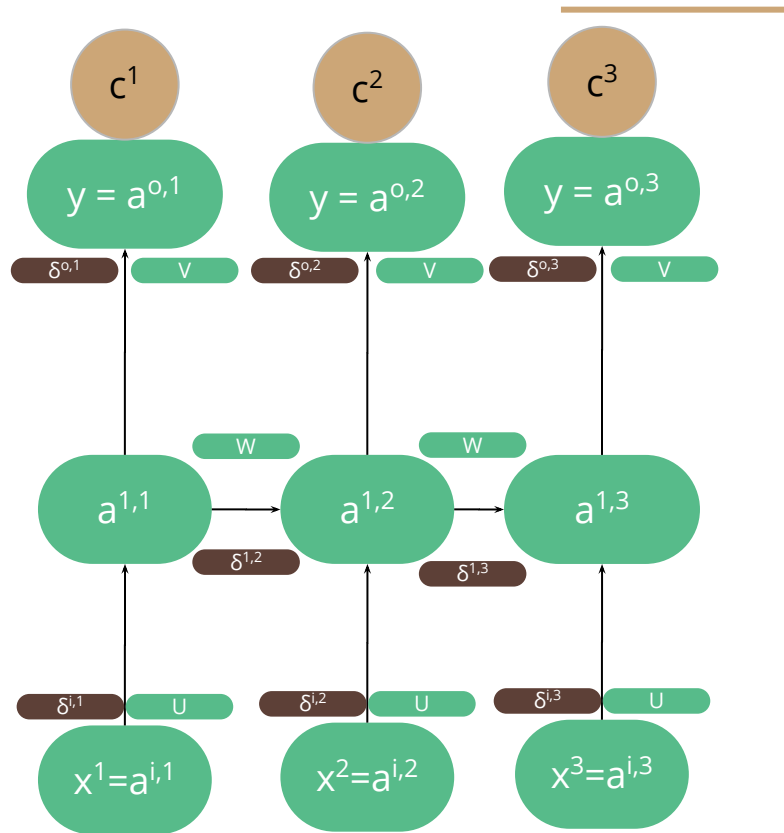 c¹ c² c³
y = aᵒ,¹ y = aᵒ,² y = aᵒ,³
δᵒ,¹ V δᵒ,² V δᵒ,³ V
W W
a¹,¹ a¹,² a¹,³
δ¹,² δ¹,³
δⁱ,¹ U δⁱ,² U δⁱ,³ U
x¹=aⁱ,¹ x²=aⁱ,² x³=aⁱ,³